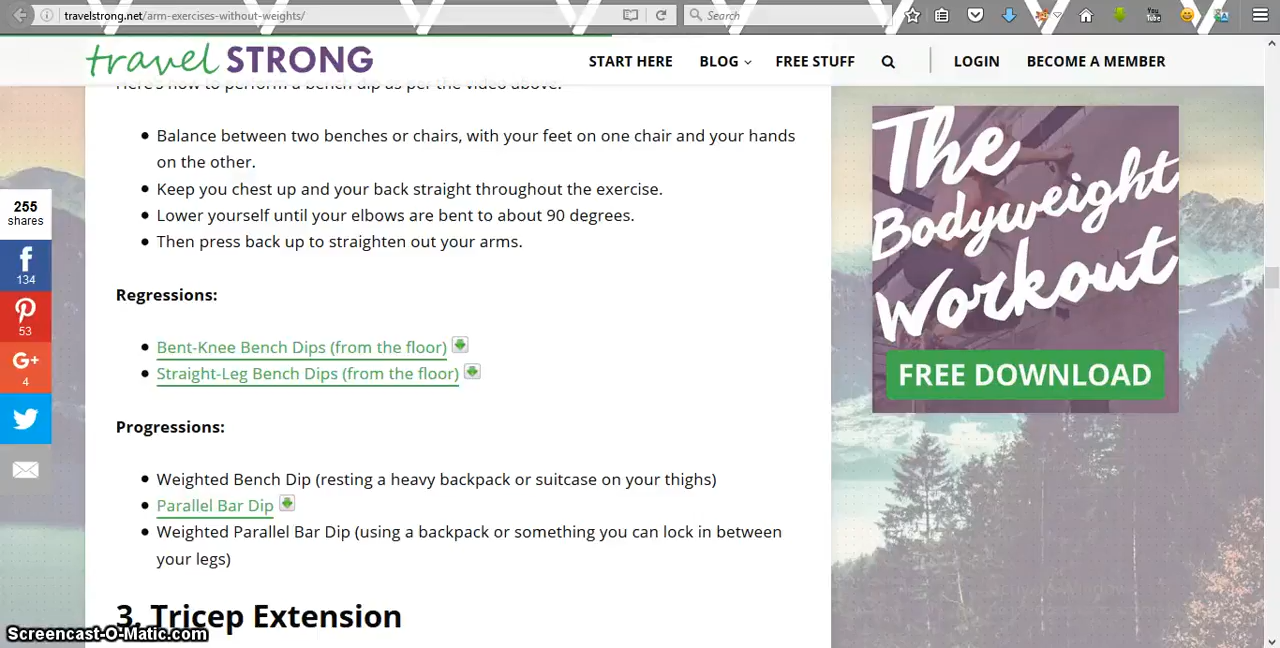 travelstrong.net/arm-exercises-without-weights/
Search
You
Tube
travel STRONG
START HERE
BLOG
FREE STUFF
LOGIN
BECOME A MEMBER
Here's how to perform a bench dip as per the video above.
Balance between two benches or chairs, with your feet on one chair and your hands
on the other.
Keep you chest up and your back straight throughout the exercise.
Lower yourself until your elbows are bent to about 90 degrees.
Then press back up to straighten out your arms.
Regressions:
Bent-Knee Bench Dips (from the floor)
Straight-Leg Bench Dips (from the floor)
Progressions:
Weighted Bench Dip (resting a heavy backpack or suitcase on your thighs)
Parallel Bar Dip
Weighted Parallel Bar Dip (using a backpack or something you can lock in between
your legs)
3. Tricep Extension
255
shares
f
134
53
G+
4
The
Bodyweight
Workout
FREE DOWNLOAD
Screencast-O-Matic.com